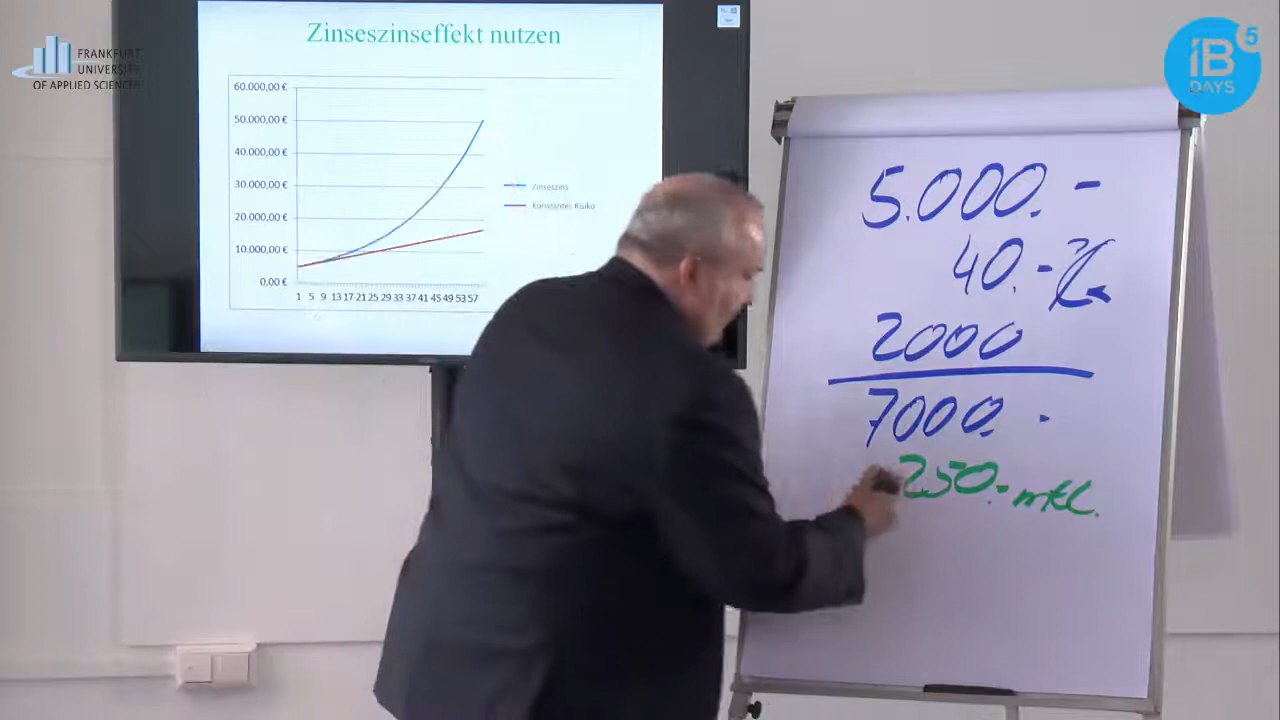 FRANKFURT
UNIVERSITY
OF APPLIED SCIENCES
Zinseszinseffekt nutzen
60.000,00 €
50.000,00 €
40.000,00 €
30.000,00 €
20.000,00 €
10.000,00 €
0,00 €
1 5 9 13 17 21 25 29 33 37 41 45 49 53 57
Zinseszins
Konstantes Risiko
iB 5
DAYS
5.000.-
40.-
2000
7000.
250.- mtl.